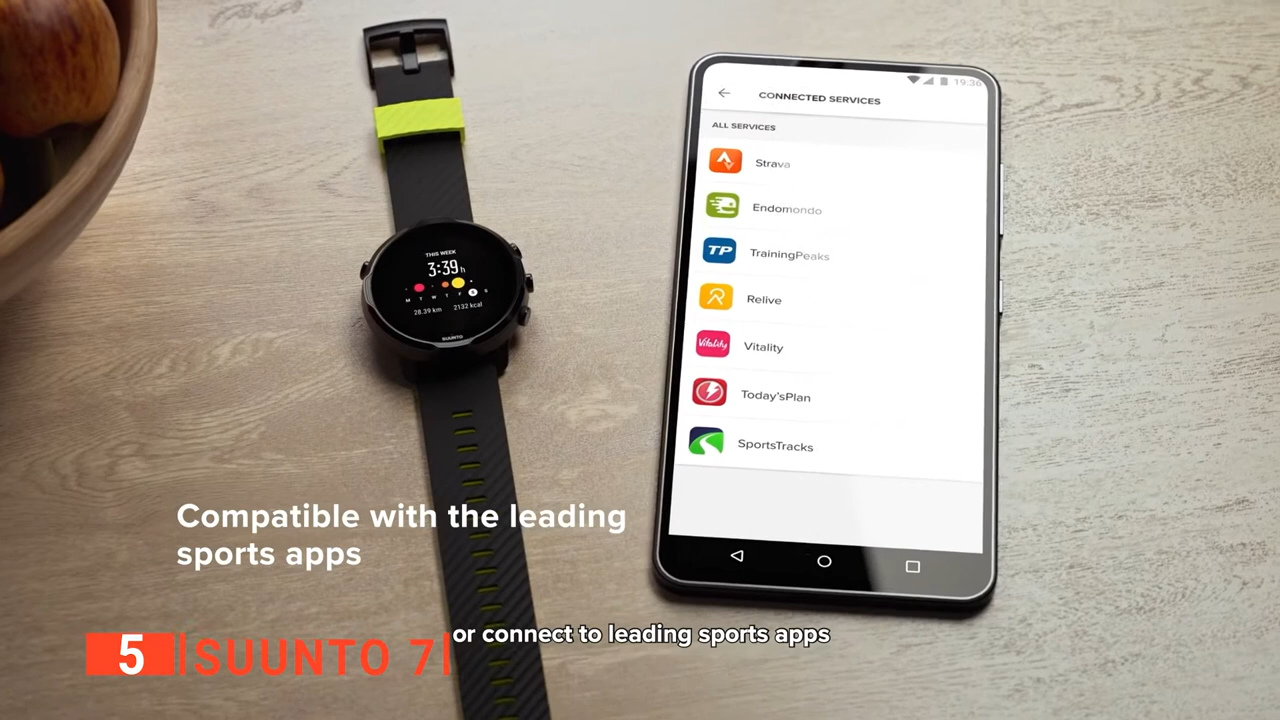 THIS WEEK
3:39 h
M T W T F S S
28.39 km 2132 kcal
SUUNTO
19:36
CONNECTED SERVICES
ALL SERVICES
Strava
Endomondo
TP
TrainingPeaks
Relive
Vitality
Vitality
Today'sPlan
SportsTracks
Compatible with the leading
sports apps
or connect to leading sports apps
5 SUUNTO 7